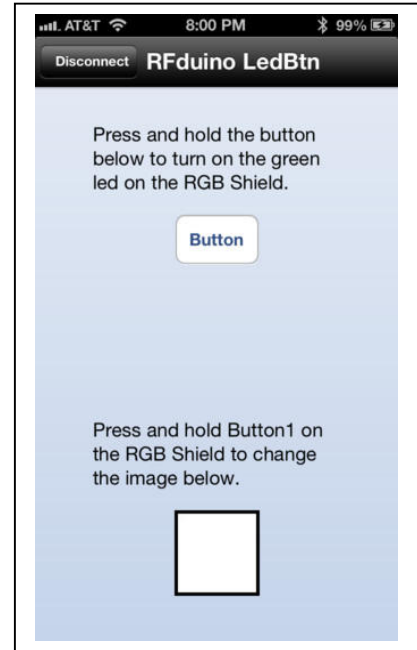 AT&T 8:00 PM 99%
Disconnect RFduino LedBtn
Press and hold the button
below to turn on the green
led on the RGB Shield.
Button
Press and hold Button1 on
the RGB Shield to change
the image below.